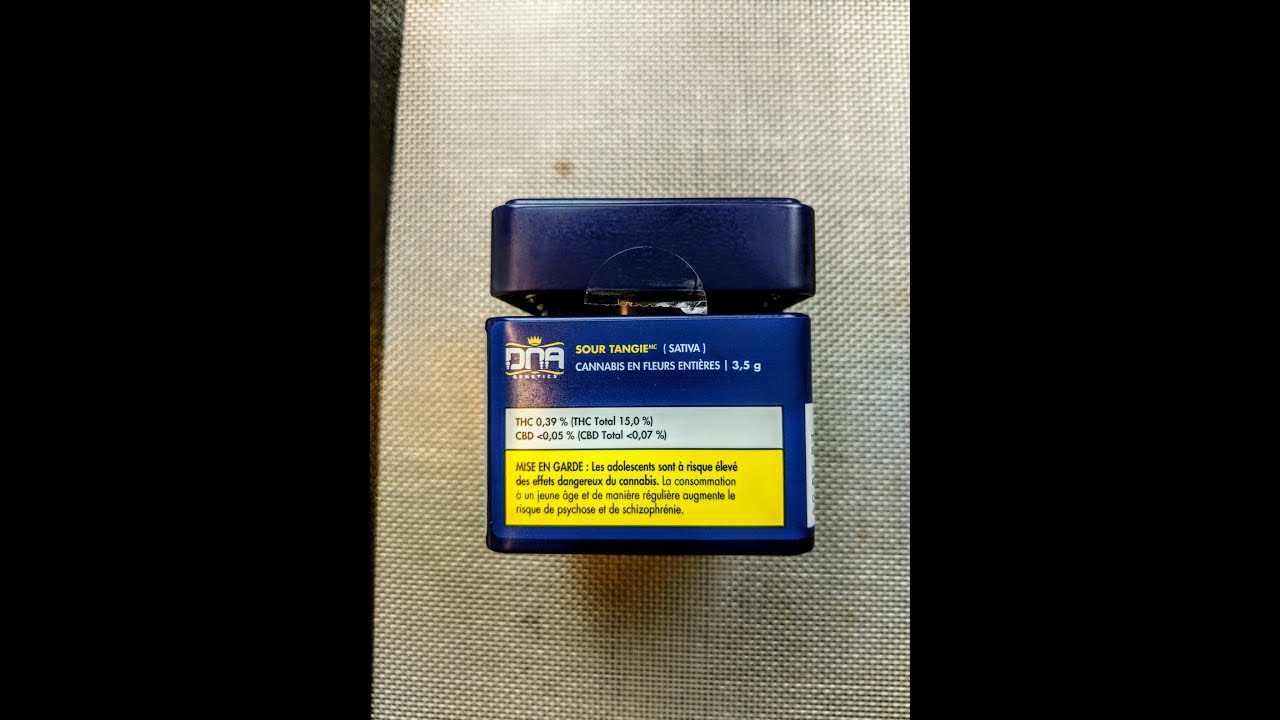 DNA
GENETICS
SOUR TANGIE MC ( SATIVA )
CANNABIS EN FLEURS ENTIÈRES | 3,5 g
THC 0,39 % (THC Total 15,0 %)
CBD <0,05 % (CBD Total <0,07 %)
MISE EN GARDE : Les adolescents sont à risque élevé
des effets dangereux du cannabis. La consommation
à un jeune âge et de manière régulière augmente le
risque de psychose et de schizophrénie.